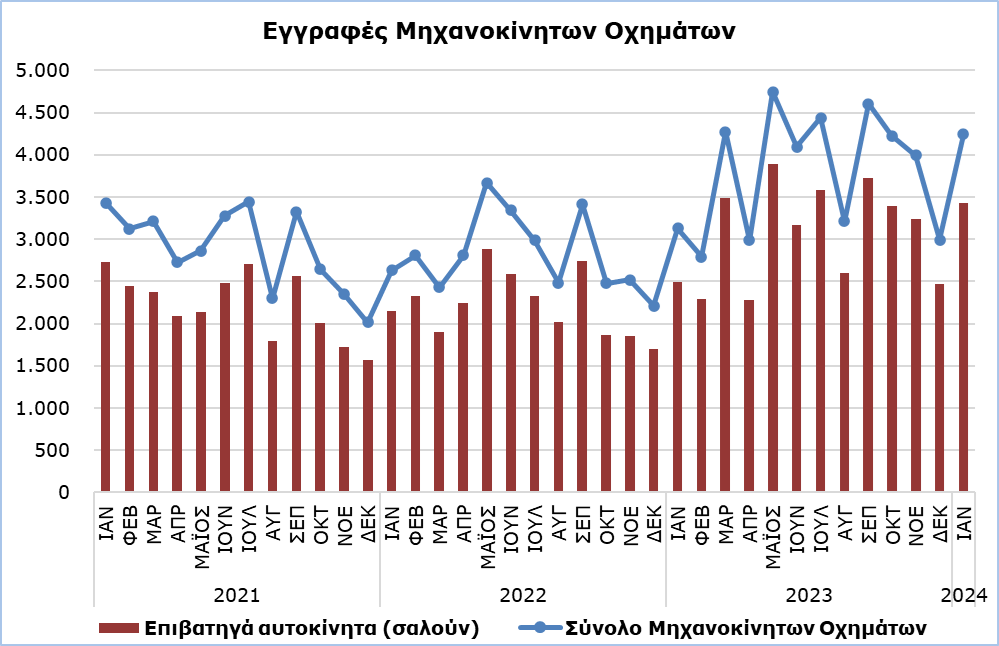 Εγγραφές Μηχανοκίνητων Οχημάτων
5.000
4.500
4.000
3.500
3.000
2.500
2.000
1.500
1.000
500
0
ΙΑΝ ΦΕΒ ΜΑΡ ΑΠΡ ΜΑΪΟΣ ΙΟΥΝ ΙΟΥΛ ΑΥΓ ΣΕΠ ΟΚΤ ΝΟΕ ΔΕΚ ΙΑΝ ΦΕΒ ΜΑΡ ΑΠΡ ΜΑΪΟΣ ΙΟΥΝ ΙΟΥΛ ΑΥΓ ΣΕΠ ΟΚΤ ΝΟΕ ΔΕΚ ΙΑΝ ΦΕΒ ΜΑΡ ΑΠΡ ΜΑΪΟΣ ΙΟΥΝ ΙΟΥΛ ΑΥΓ ΣΕΠ ΟΚΤ ΝΟΕ ΔΕΚ ΙΑΝ
2021 2022 2023 2024
Επιβατηγά αυτοκίνητα (σαλούν) Σύνολο Μηχανοκίνητων Οχημάτων